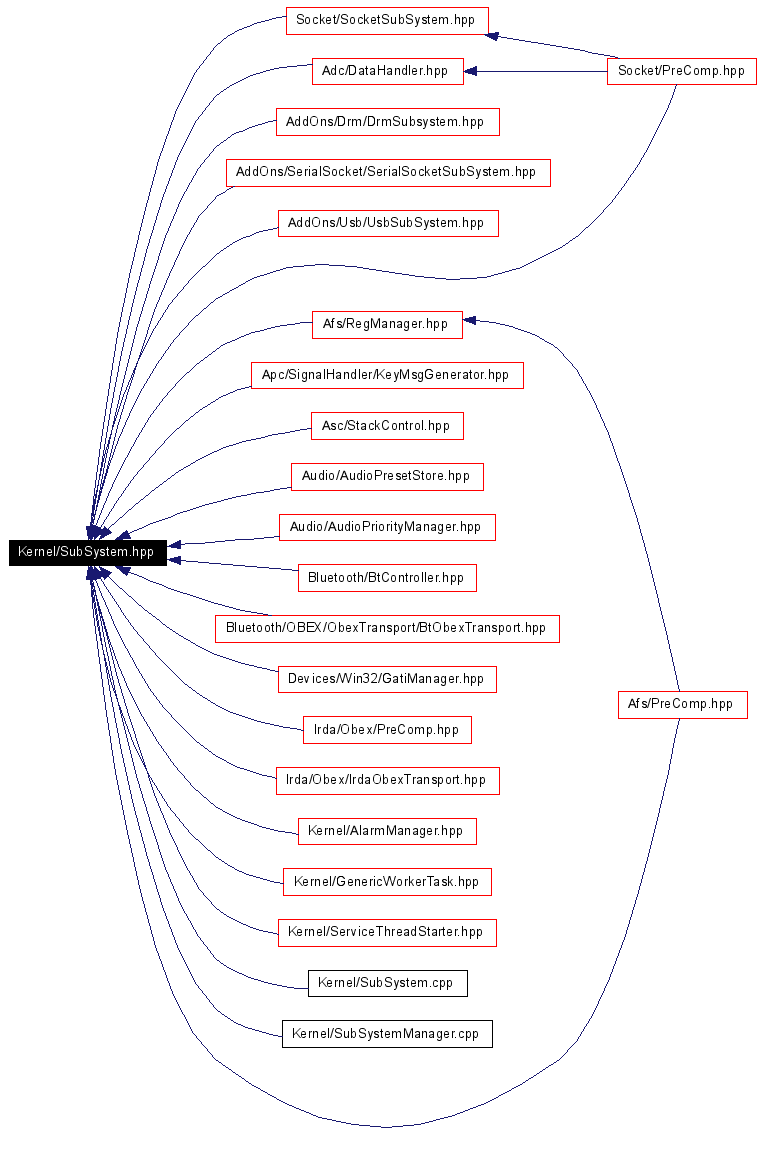 Socket/SocketSubSystem.hpp
Adc/DataHandler.hpp
Socket/PreComp.hpp
AddOns/Drm/DrmSubsystem.hpp
AddOns/SerialSocket/SerialSocketSubSystem.hpp
AddOns/Usb/UsbSubSystem.hpp
Afs/RegManager.hpp
Apc/SignalHandler/KeyMsgGenerator.hpp
Asc/StackControl.hpp
Audio/AudioPresetStore.hpp
Audio/AudioPriorityManager.hpp
Kernel/SubSystem.hpp
Bluetooth/BtController.hpp
Bluetooth/OBEX/ObexTransport/BtObexTransport.hpp
Devices/Win32/GatiManager.hpp
Afs/PreComp.hpp
Irda/Obex/PreComp.hpp
Irda/Obex/IrdaObexTransport.hpp
Kernel/AlarmManager.hpp
Kernel/GenericWorkerTask.hpp
Kernel/ServiceThreadStarter.hpp
Kernel/SubSystem.cpp
Kernel/SubSystemManager.cpp